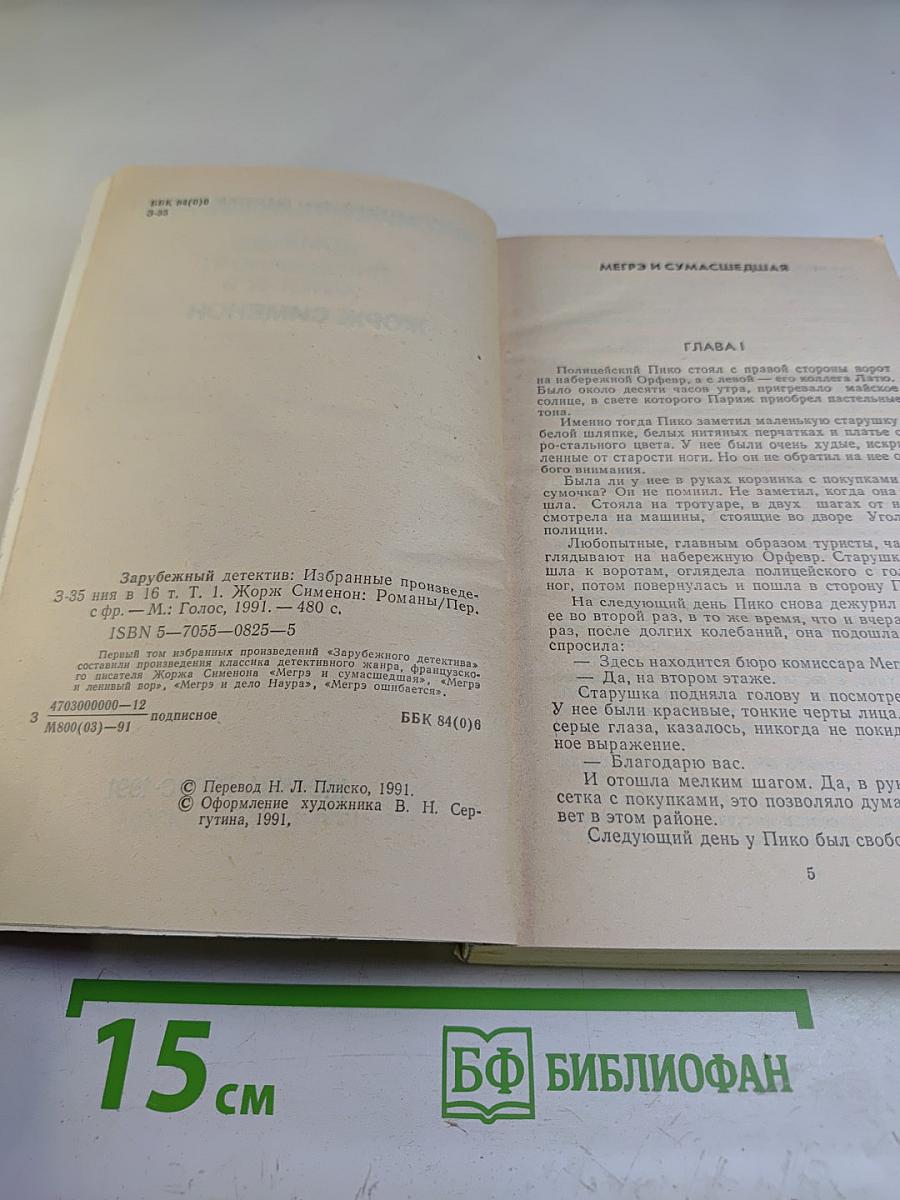 ББК 84(0)6
З-35
ЖОРЖ СИМЕНОН
Зарубежный детектив: Избранные произведе-
З-35 ния в 16 т. Т. 1. Жорж Сименон: Романы/Пер.
с фр. — М.: Голос, 1991. — 480 с.
ISBN 5—7055—0825—5
Первый том избранных произведений «Зарубежного детектива»
составили произведения классика детективного жанра, французско-
го писателя Жоржа Сименона «Мегрэ и сумасшедшая», «Мегрэ
и ленивый вор», «Мегрэ и дело Наура», «Мегрэ ошибается».
З 4703000000—12 подписное
М800(03)—91
ББК 84(0)6
© Перевод Н. Л. Плиско, 1991.
© Оформление художника В. Н. Сер-
гутина, 1991,
МЕГРЭ И СУМАСШЕДШАЯ
ГЛАВА I
Полицейский Пико стоял с правой стороны ворот
на набережной Орфевр, а с левой — его коллега Латю.
Было около десяти часов утра, пригревало майское
солнце, в свете которого Париж приобрел пастельные
тона.
Именно тогда Пико заметил маленькую старушку
белой шляпке, белых нитяных перчатках и платье с
ро-стального цвета. У нее были очень худые, искри
ленные от старости ноги. Но он не обратил на нее о
бого внимания.
Была ли у нее в руках корзинка с покупками
сумочка? Он не помнил. Не заметил, когда она
шла. Стояла на тротуаре, в двух шагах от н
смотрела на машины, стоящие во дворе Угол
полиции.
Любопытные, главным образом туристы, ча
глядывают на набережную Орфевр. Старушк
шла к воротам, оглядела полицейского с гол
ног, потом повернулась и пошла в сторону П
На следующий день Пико снова дежурил
ее во второй раз, в то же время, что и вчера
раз, после долгих колебаний, она подошла
спросила:
— Здесь находится бюро комиссара Мег
— Да, на втором этаже.
Старушка подняла голову и посмотре
У нее были красивые, тонкие черты лица.
серые глаза, казалось, никогда не покид
ное выражение.
— Благодарю вас.
И отошла мелким шагом. Да, в рук
сетка с покупками, это позволяло дума
вет в этом районе.
Следующий день у Пико был свобо
5
15 см
БФ БИБЛИОФАН